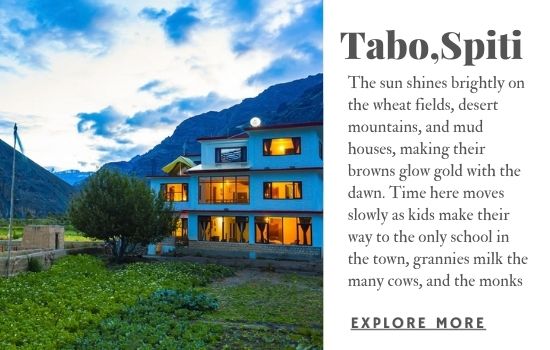 Tabo,Spiti
The sun shines brightly on
the wheat fields, desert
mountains, and mud
houses, making their
browns glow gold with the
dawn. Time here moves
slowly as kids make their
way to the only school in
the town, grannies milk the
many cows, and the monks
EXPLORE MORE